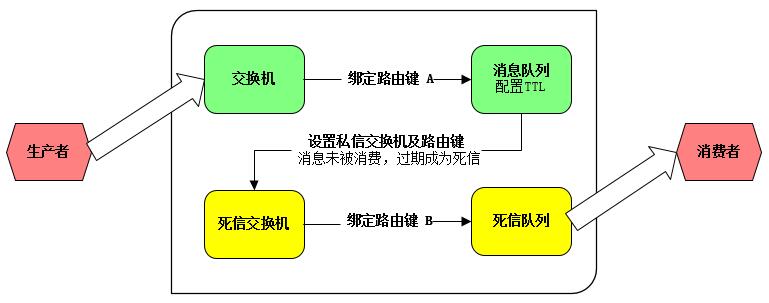 交换机
绑定路由键 A
消息队列
配置TTL
生产者
设置私信交换机及路由键
消息未被消费，过期成为死信
消费者
死信交换机
绑定路由键 B
死信队列